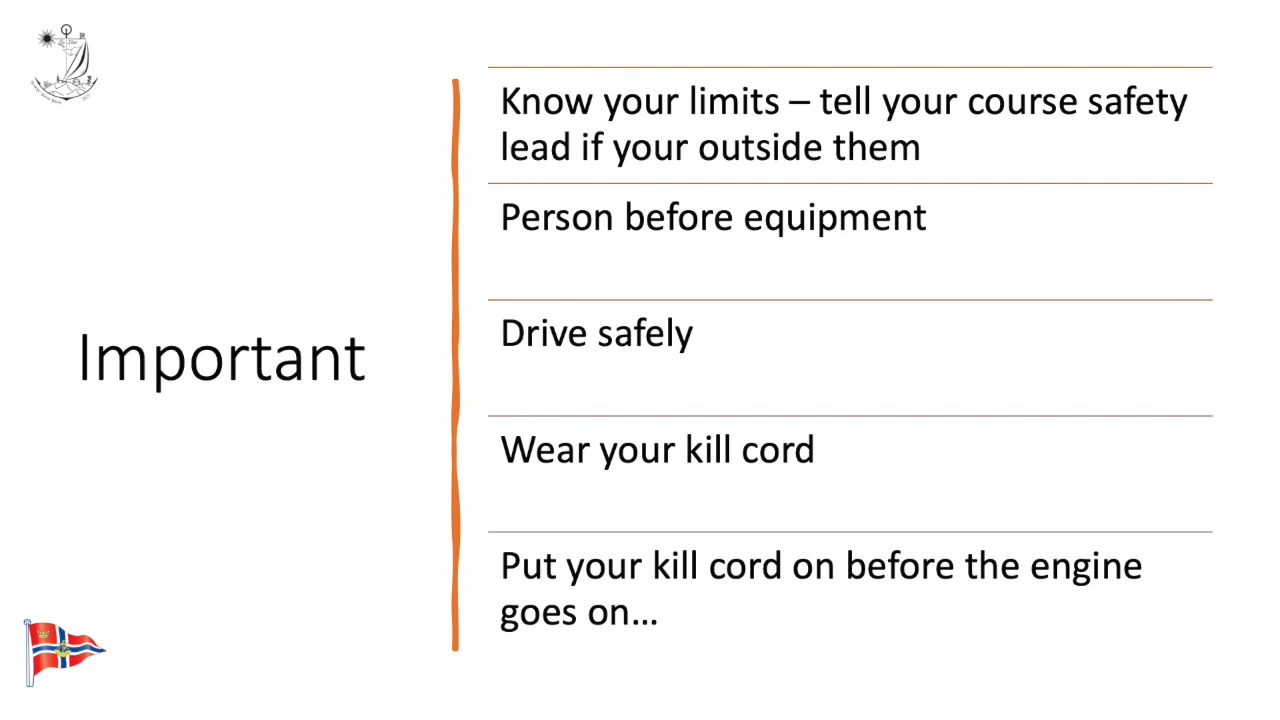 Important
Know your limits – tell your course safety
lead if your outside them
Person before equipment
Drive safely
Wear your kill cord
Put your kill cord on before the engine
goes on...